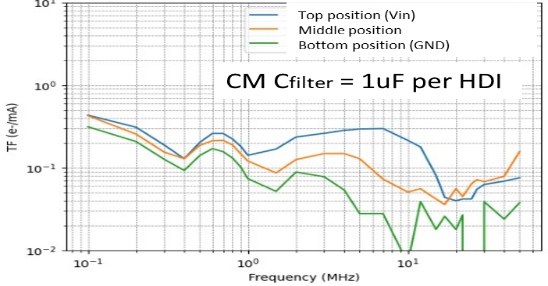 10¹
Top position (Vin)
Middle position
Bottom position (GND)
CM Cfilter = 1uF per HDI
10⁰
TF (e-/mA)
10⁻¹
10⁻²
10⁻¹ 10⁰ 10¹
Frequency (MHz)